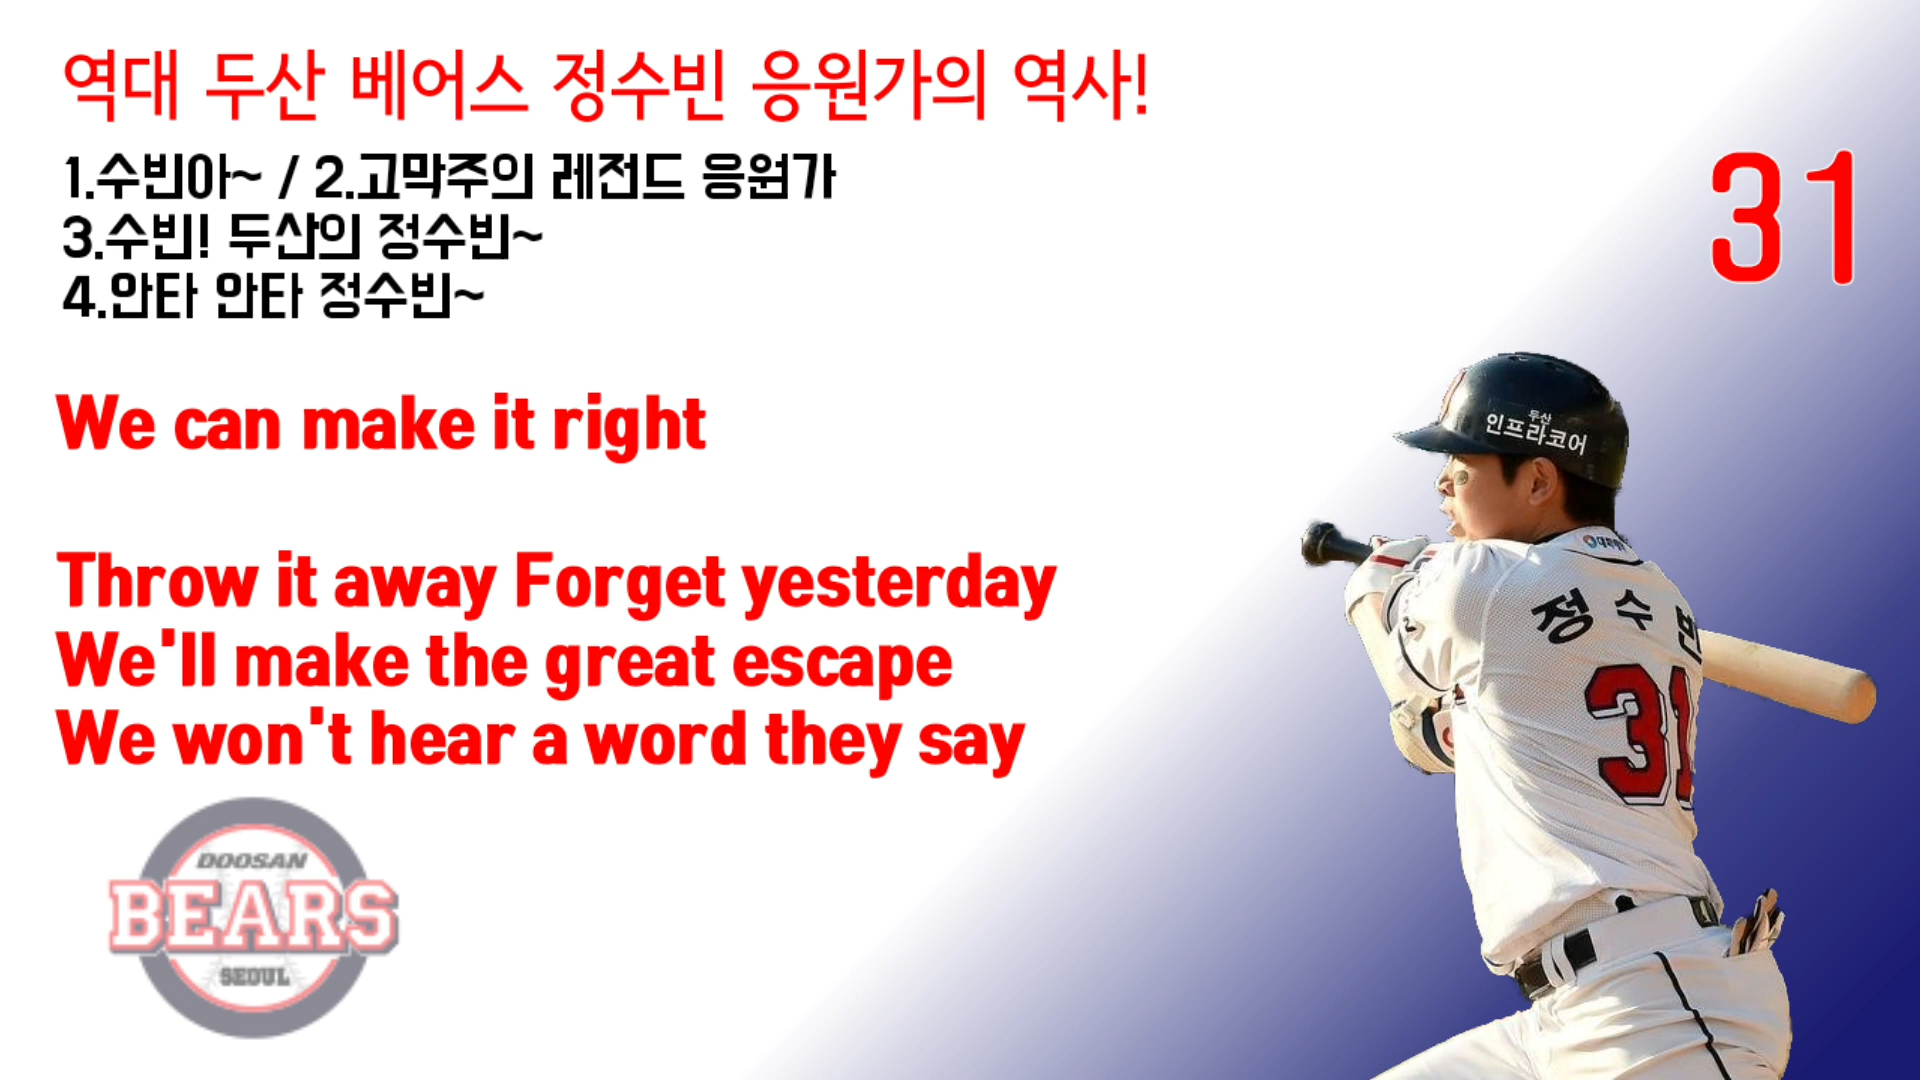 역대 두산 베어스 정수빈 응원가의 역사!
1.수빈아~ / 2.고막주의 레전드 응원가
3.수빈! 두산의 정수빈~
4.안타 안타 정수빈~
31
We can make it right
Throw it away Forget yesterday
We'll make the great escape
We won't hear a word they say
두산
인프라코어
정수빈
31
DOOSAN
BEARS
SEOUL